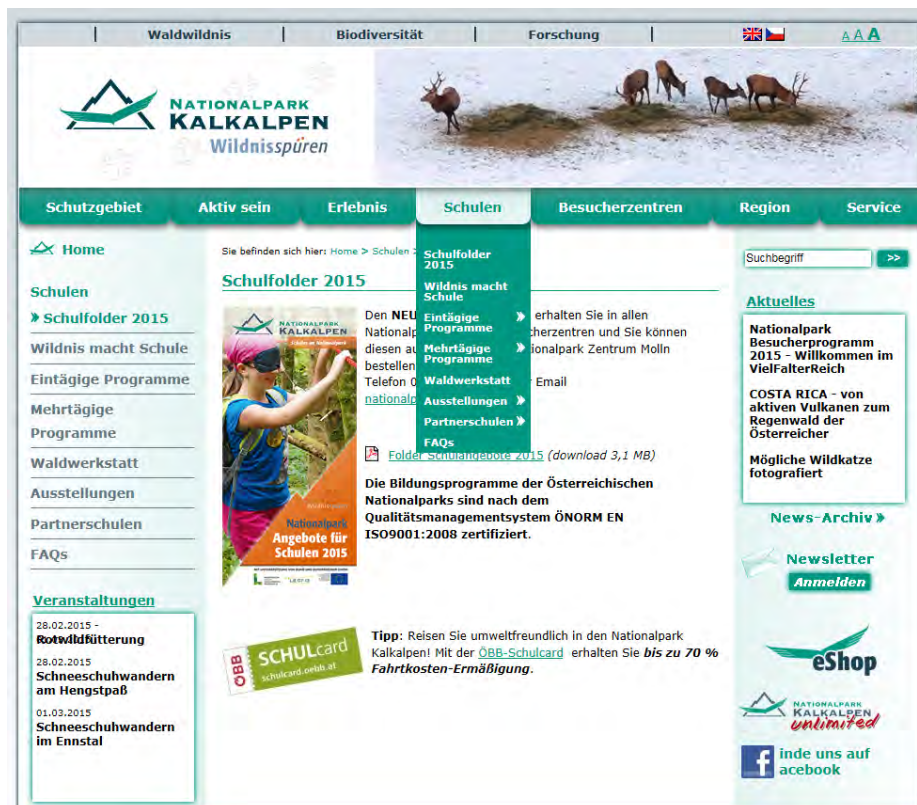 Waldwildnis
Biodiversität
Forschung
A A A
NATIONALPARK
KALKALPEN
Wildnisspüren
Schutzgebiet
Aktiv sein
Erlebnis
Schulen
Besucherzentren
Region
Service
Home
Schulen
Schulfolder 2015
Wildnis macht Schule
Eintägige Programme
Mehrtägige
Programme
Waldwerkstatt
Ausstellungen
Partnerschulen
FAQs
Veranstaltungen
28.02.2015 -
Rotwildfütterung
28.02.2015
Schneeschuhwandern
am Hengstpaß
01.03.2015
Schneeschuhwandern
im Ennstal
Sie befinden sich hier: Home > Schulen >
Schulfolder 2015
Schulfolder
2015
Wildnis macht
Schule
Eintägige
Programme
Mehrtägige
Programme
Waldwerkstatt
Ausstellungen
Partnerschulen
FAQs
NATIONALPARK
KALKALPEN
Nationalpark
Angebote für
Schulen 2015
Den NEU erhalten Sie in allen
Nationalp cherzentren und Sie können
diesen au ionalpark Zentrum Molln
bestellen
Telefon 0 Email
nationalp
Folder Schulangebote 2015 (download 3,1 MB)
Die Bildungsprogramme der Österreichischen
Nationalparks sind nach dem
Qualitätsmanagementsystem ÖNORM EN
ISO9001:2008 zertifiziert.
ÖBB
SCHULcard
schulcard.oebb.at
Tipp: Reisen Sie umweltfreundlich in den Nationalpark
Kalkalpen! Mit der ÖBB-Schulcard erhalten Sie bis zu 70 %
Fahrtkosten-Ermäßigung.
Suchbegriff
>>
Aktuelles
Nationalpark
Besucherprogramm
2015 - Willkommen im
VielFalterReich
COSTA RICA - von
aktiven Vulkanen zum
Regenwald der
Österreicher
Mögliche Wildkatze
fotografiert
News-Archiv
Newsletter
Anmelden
eShop
NATIONALPARK
KALKALPEN
unlimited
f inde uns auf
acebook